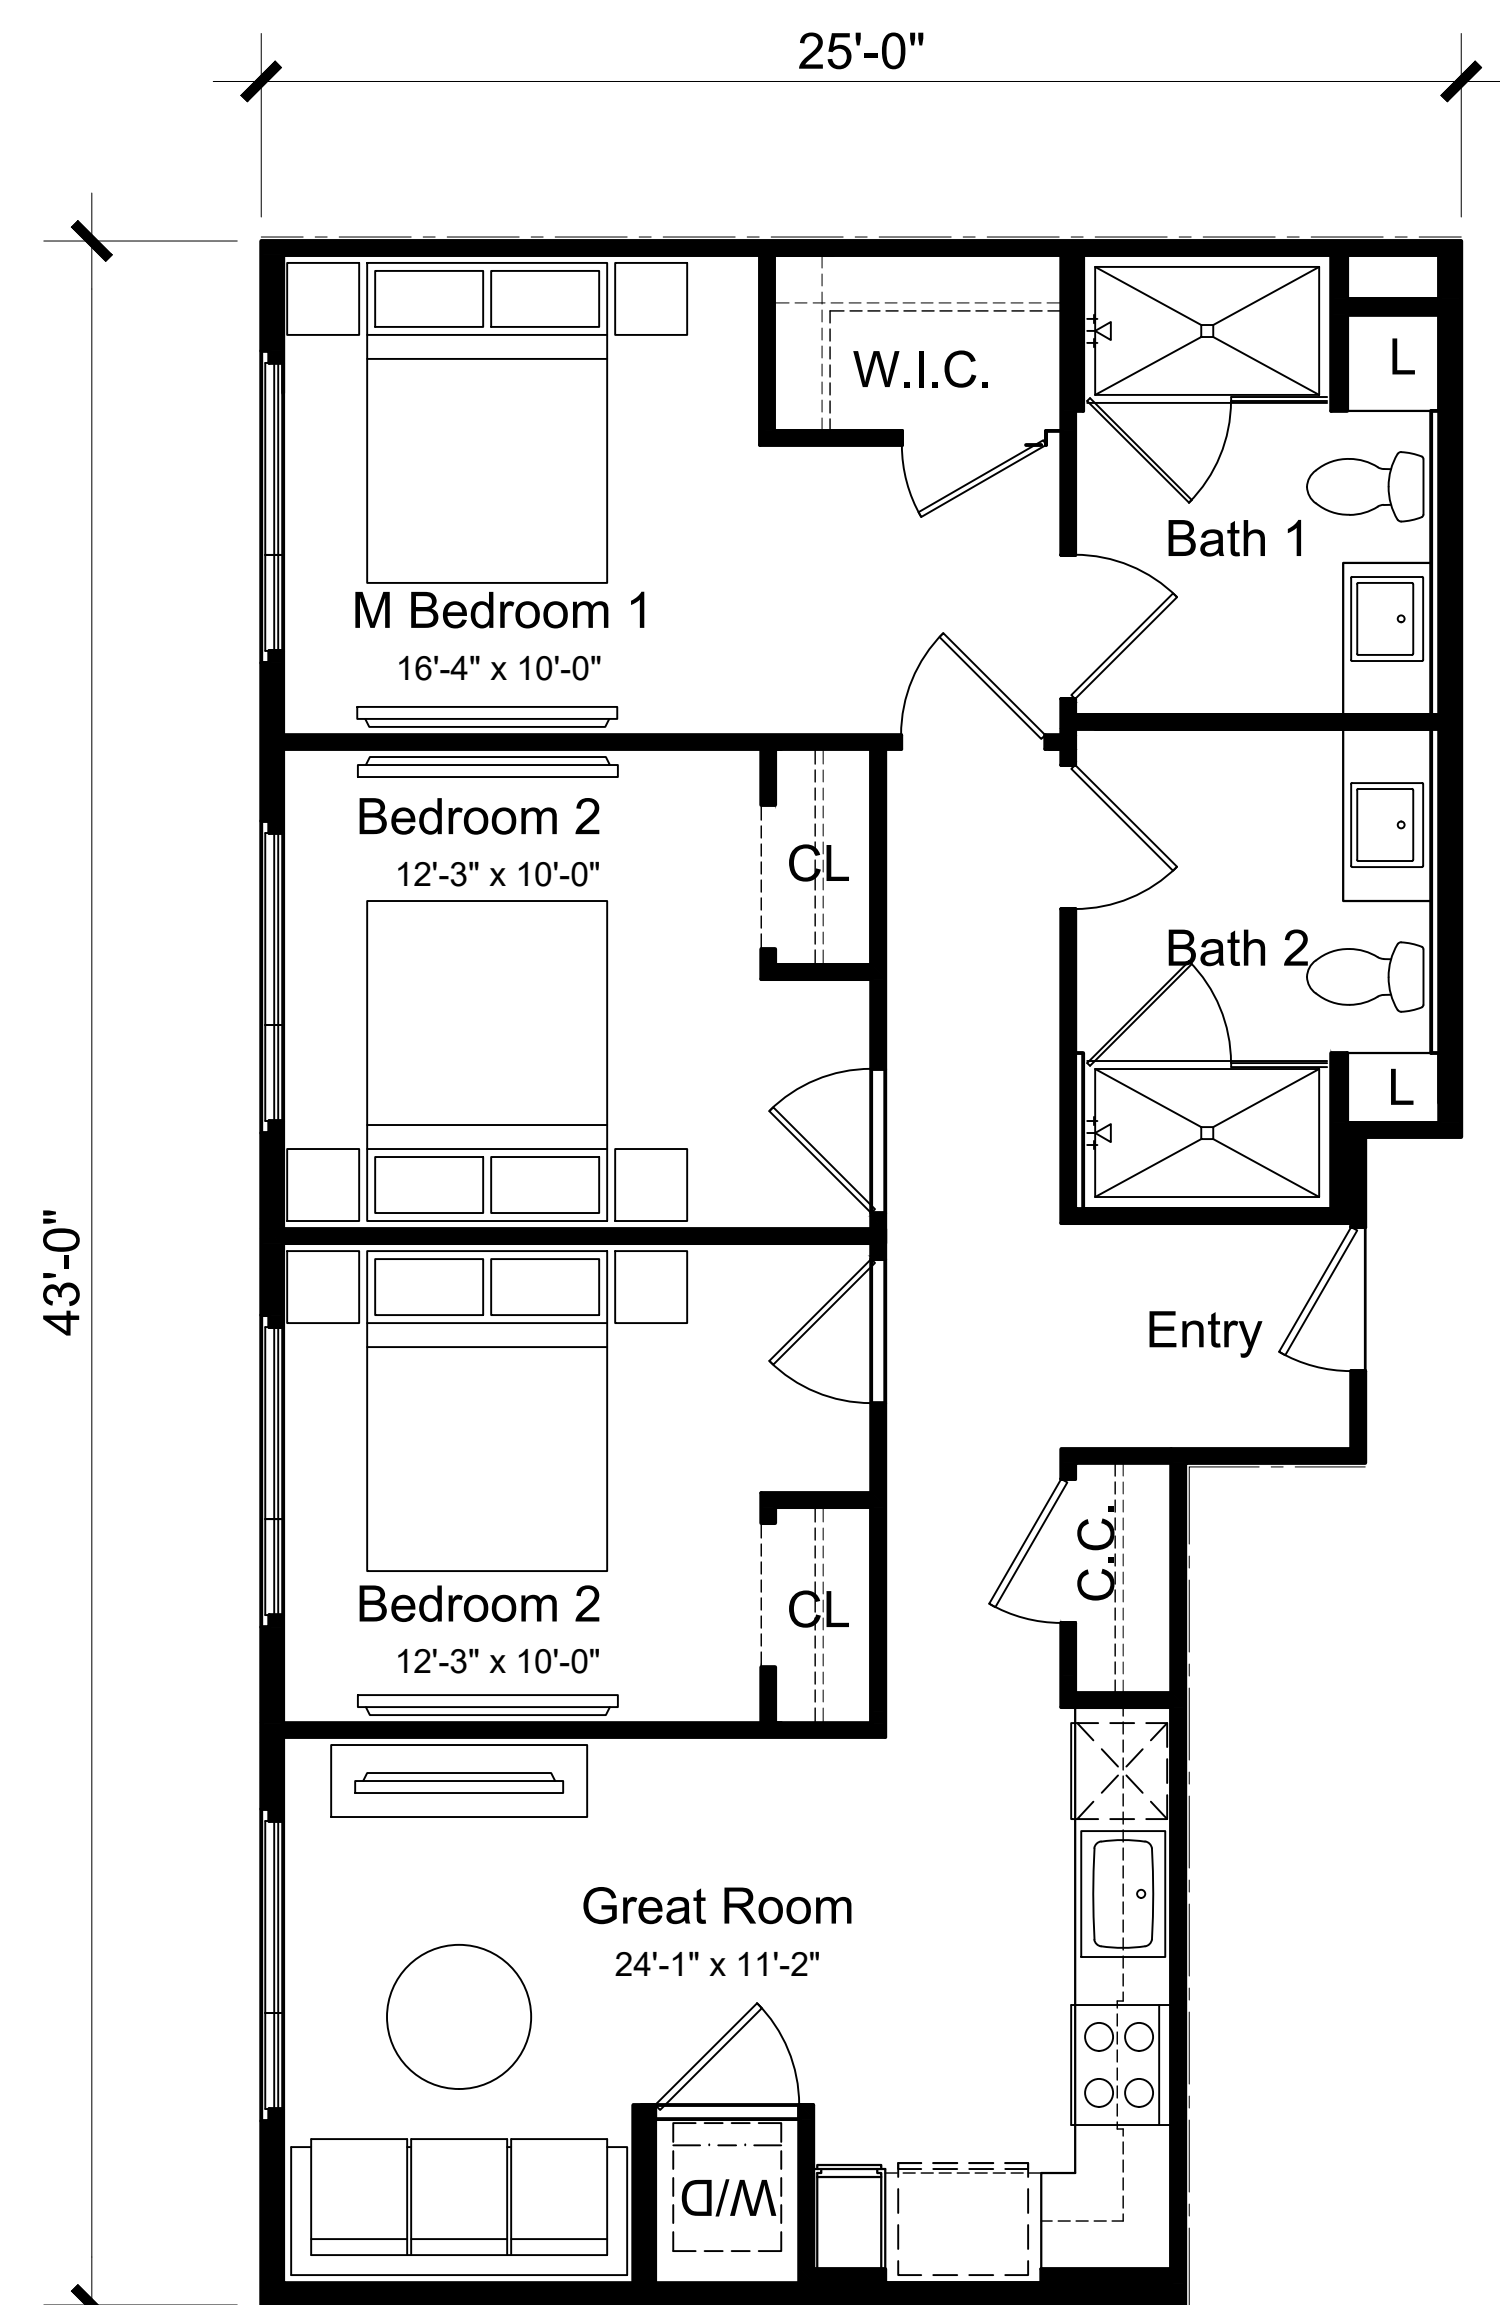 25'-0"
W.I.C.
L
Bath 1
M Bedroom 1
16'-4" x 10'-0"
Bedroom 2
12'-3" x 10'-0"
CL
Bath 2
L
43'-0"
Entry
C.C.
Bedroom 2
12'-3" x 10'-0"
CL
Great Room
24'-1" x 11'-2"
W/D